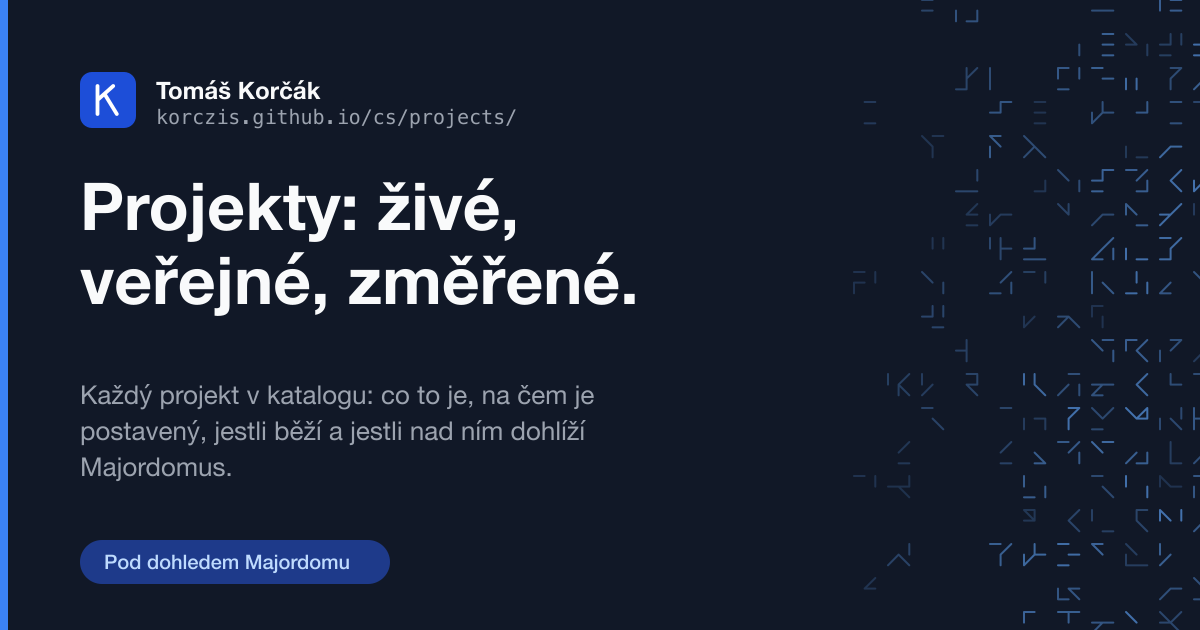 K
Tomáš Korčák
korczis.github.io/cs/projects/
Projekty: živé,
veřejné, změřené.
Každý projekt v katalogu: co to je, na čem je
postavený, jestli běží a jestli nad ním dohlíží
Majordomus.
Pod dohledem Majordomu